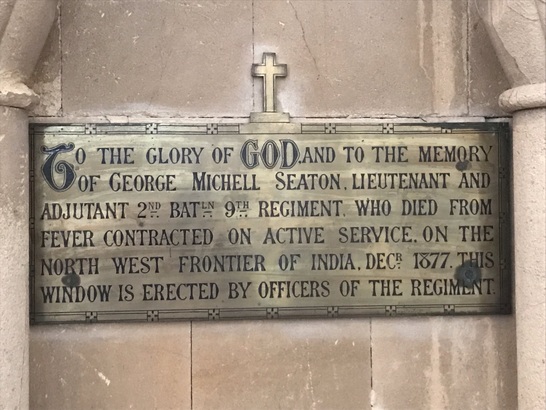 TO THE GLORY OF GOD, AND TO THE MEMORY
OF GEORGE MICHELL SEATON, LIEUTENANT AND
ADJUTANT 2ND BATLN 9TH REGIMENT, WHO DIED FROM
FEVER CONTRACTED ON ACTIVE SERVICE, ON THE
NORTH WEST FRONTIER OF INDIA, DECR 1877, THIS
WINDOW IS ERECTED BY OFFICERS OF THE REGIMENT.